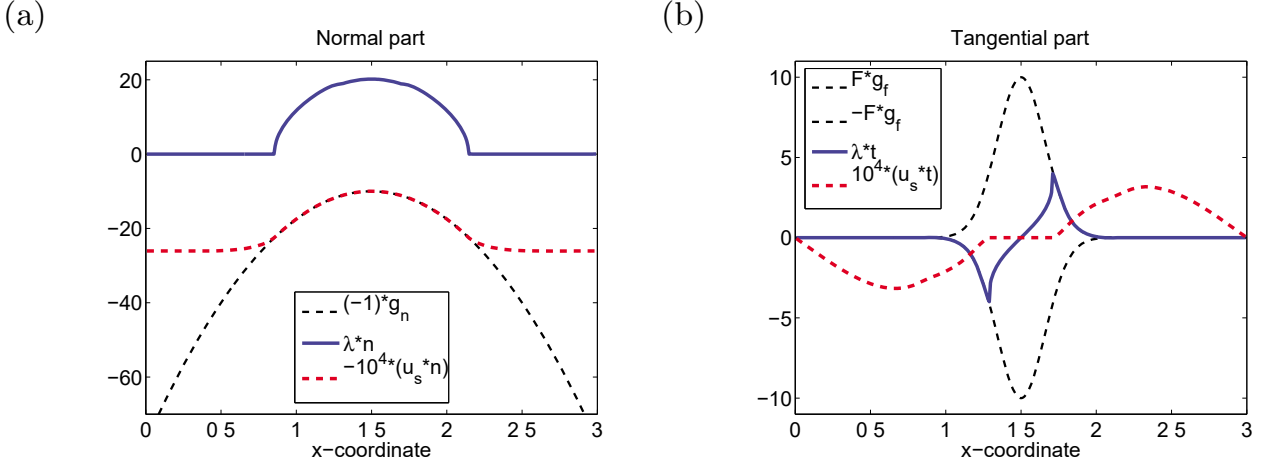 (a)
Normal part
20
0
−20
−40
−60
(−1)*g_n
λ*n
−10^4*(u_s*n)
0 0 5 1 1 5 2 2 5 3
x−coordinate
(b)
Tangential part
10
5
0
−5
−10
F*g_f
−F*g_f
λ*t
10^4*(u_s*t)
0 0 5 1 1 5 2 2 5 3
x−coordinate